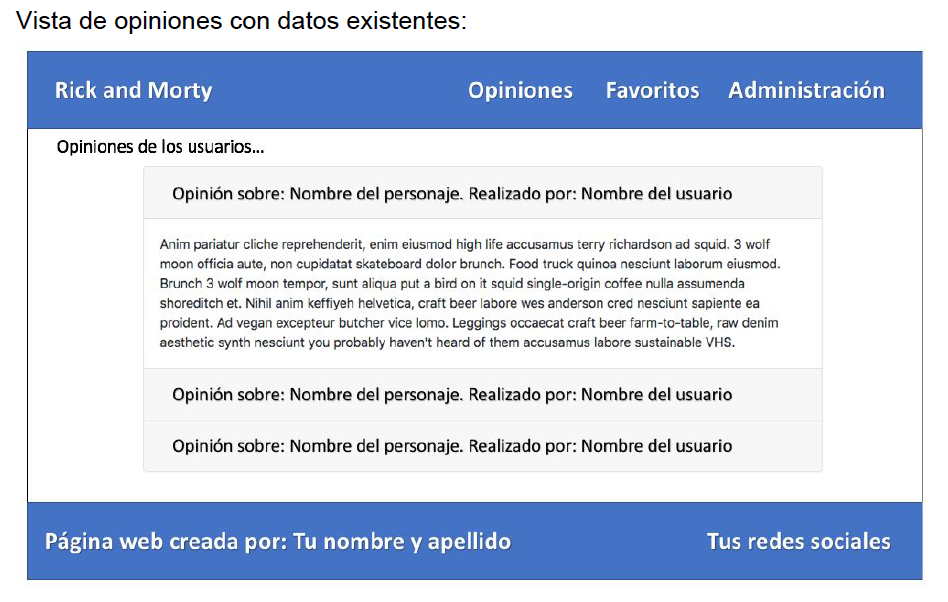 Vista de opiniones con datos existentes:
Rick and Morty Opiniones Favoritos Administración
Opiniones de los usuarios...
Opinión sobre: Nombre del personaje. Realizado por: Nombre del usuario
Anim pariatur cliche reprehenderit, enim eiusmod high life accusamus terry richardson ad squid. 3 wolf
moon officia aute, non cupidatat skateboard dolor brunch. Food truck quinoa nesciunt laborum eiusmod.
Brunch 3 wolf moon tempor, sunt aliqua put a bird on it squid single-origin coffee nulla assumenda
shoreditch et. Nihil anim keffiyeh helvetica, craft beer labore wes anderson cred nesciunt sapiente ea
proident. Ad vegan excepteur butcher vice lomo. Leggings occaecat craft beer farm-to-table, raw denim
aesthetic synth nesciunt you probably haven't heard of them accusamus labore sustainable VHS.
Opinión sobre: Nombre del personaje. Realizado por: Nombre del usuario
Opinión sobre: Nombre del personaje. Realizado por: Nombre del usuario
Página web creada por: Tu nombre y apellido Tus redes sociales